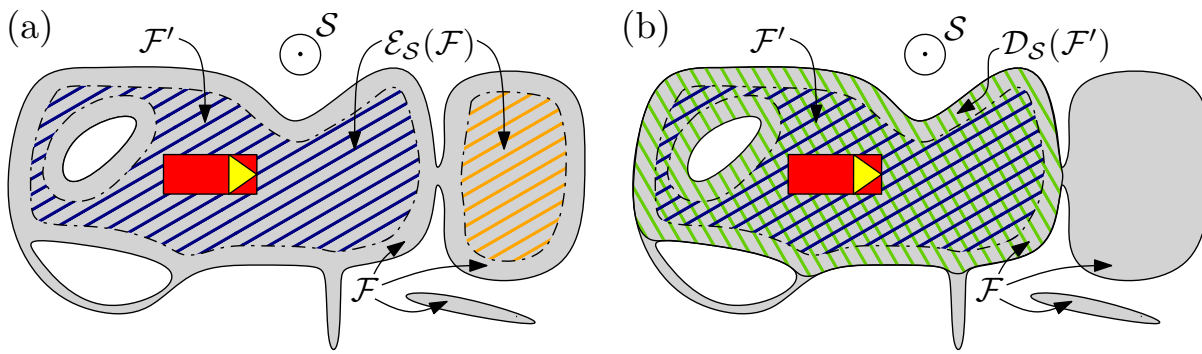 (a)
𝓕′
𝓢
𝓔_𝓢(𝓕)
𝓕
(b)
𝓕′
𝓢
𝓓_𝓢(𝓕′)
𝓕